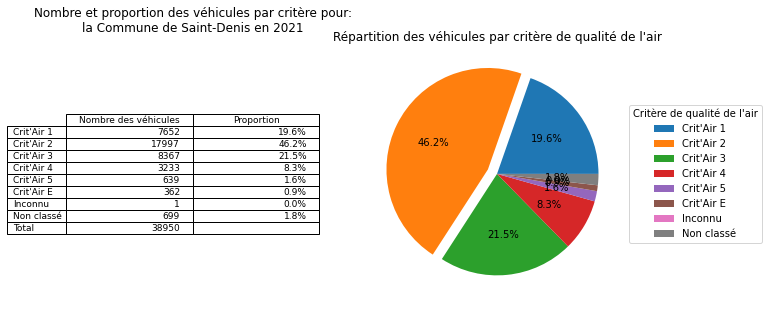 Nombre et proportion des véhicules par critère pour:
la Commune de Saint-Denis en 2021
Nombre des véhicules Proportion
Crit'Air 1 7652 19.6%
Crit'Air 2 17997 46.2%
Crit'Air 3 8367 21.5%
Crit'Air 4 3233 8.3%
Crit'Air 5 639 1.6%
Crit'Air E 362 0.9%
Inconnu 1 0.0%
Non classé 699 1.8%
Total 38950
Répartition des véhicules par critère de qualité de l'air
19.6%
46.2%
21.5%
8.3%
1.6%
1.8%
Critère de qualité de l'air
Crit'Air 1
Crit'Air 2
Crit'Air 3
Crit'Air 4
Crit'Air 5
Crit'Air E
Inconnu
Non classé